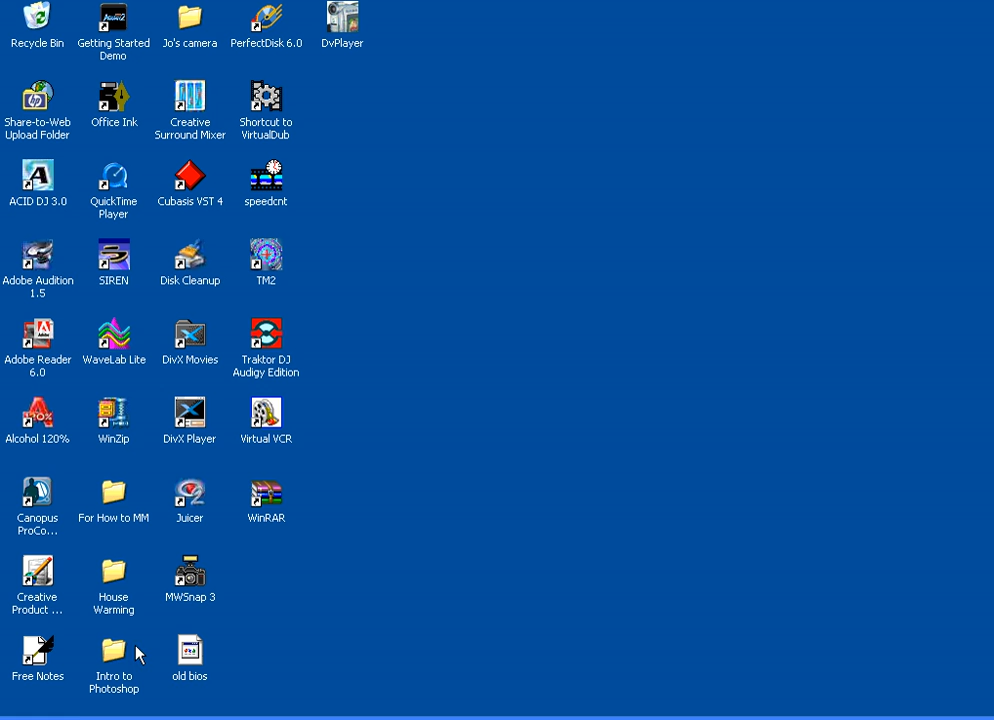 Recycle Bin
Getting Started
Demo
Jo's camera
PerfectDisk 6.0
DvPlayer
Share-to-Web
Upload Folder
Office Ink
Creative
Surround Mixer
Shortcut to
VirtualDub
ACID DJ 3.0
QuickTime
Player
Cubasis VST 4
speedcnt
Adobe Audition
1.5
SIREN
Disk Cleanup
TM2
Adobe Reader
6.0
WaveLab Lite
DivX Movies
Traktor DJ
Audigy Edition
Alcohol 120%
WinZip
DivX Player
Virtual VCR
Canopus
ProCo...
For How to MM
Juicer
WinRAR
Creative
Product ...
House
Warming
MWSnap 3
Free Notes
Intro to
Photoshop
old bios